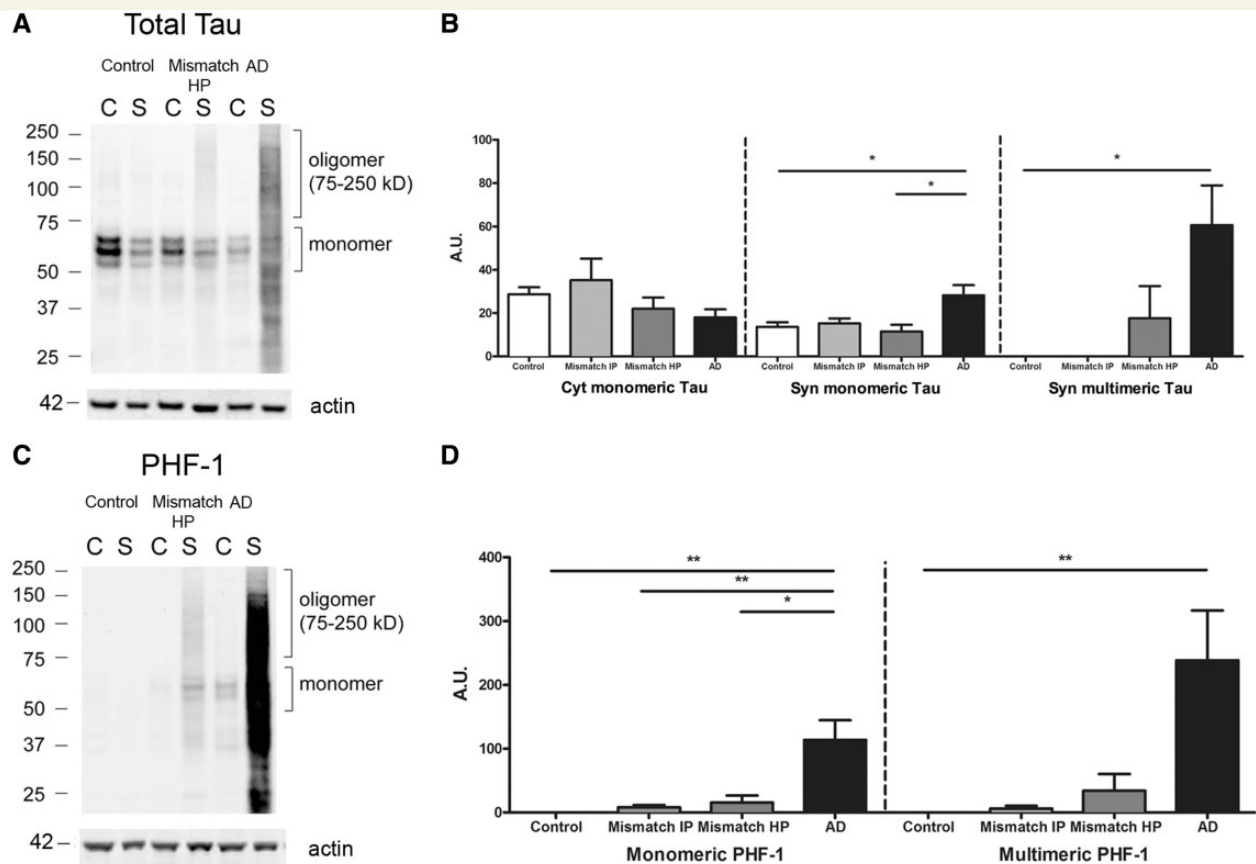 A
Total Tau
Control Mismatch HP AD
C S C S C S
250
150
100
75
50
37
25
oligomer
(75-250 kD)
monomer
42
actin
B
A.U.
100
80
60
40
20
0
*
*
*
Control Mismatch IP Mismatch HP AD
Control Mismatch IP Mismatch HP AD
Control Mismatch IP Mismatch HP AD
Cyt monomeric Tau
Syn monomeric Tau
Syn multimeric Tau
C
PHF-1
Control Mismatch HP AD
C S C S C S
250
150
100
75
50
37
25
oligomer
(75-250 kD)
monomer
42
actin
D
A.U.
400
300
200
100
0
**
**
*
**
Control Mismatch IP Mismatch HP AD
Control Mismatch IP Mismatch HP AD
Monomeric PHF-1
Multimeric PHF-1